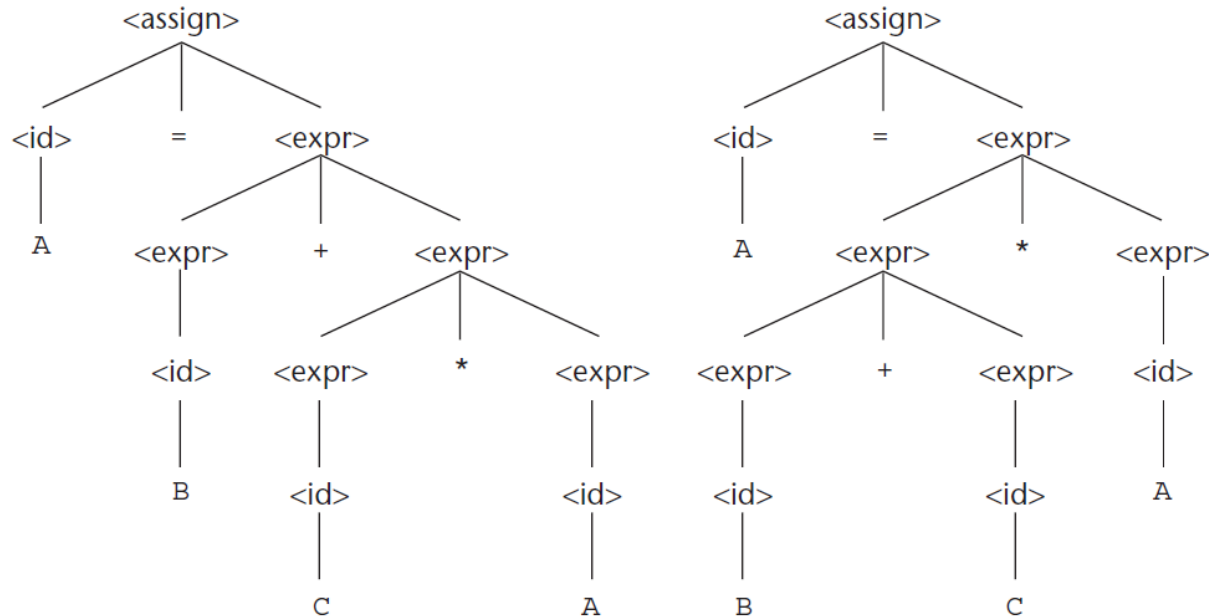 <assign> <assign>
<id> = <expr> <id> = <expr>
A <expr> + <expr> A <expr> * <expr>
<id> <expr> * <expr> <expr> + <expr> <id>
B <id> <id> <id> <id> A
C A B C